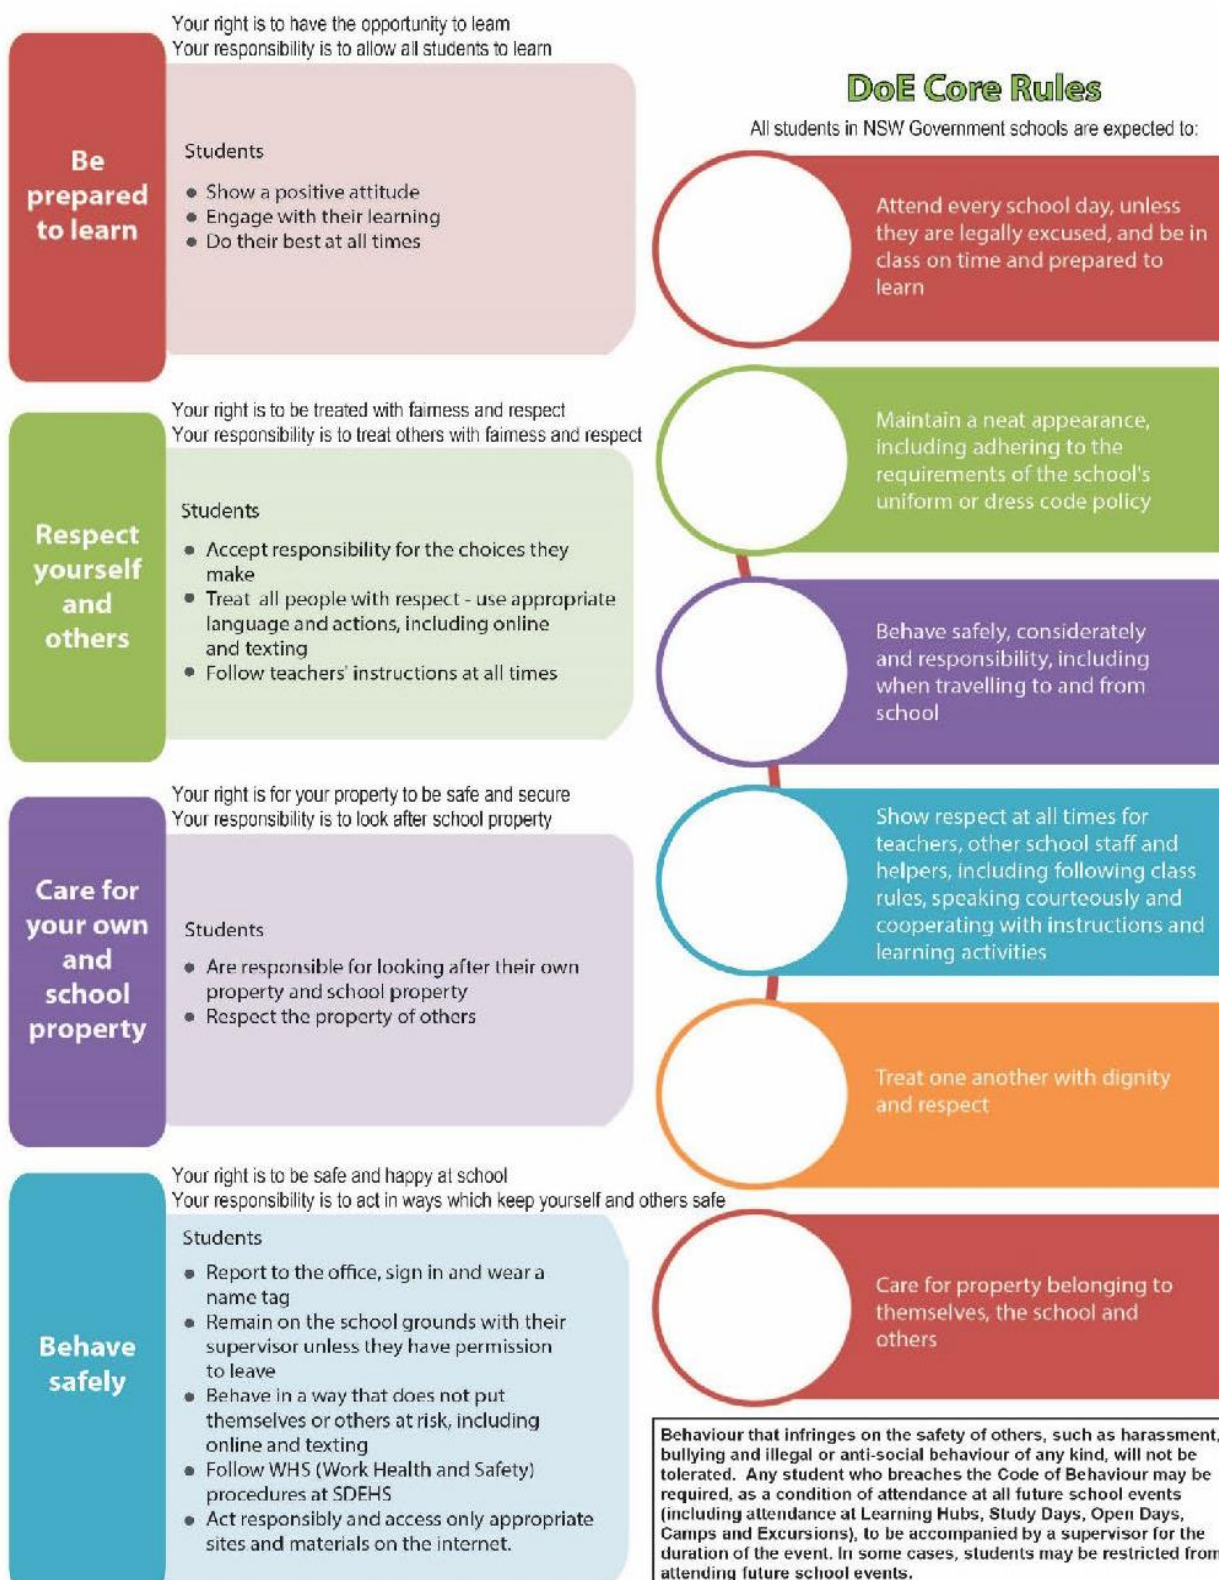 Your right is to have the opportunity to learn
Your responsibility is to allow all students to learn
Be
prepared
to learn
Students
• Show a positive attitude
• Engage with their learning
• Do their best at all times
Your right is to be treated with fairness and respect
Your responsibility is to treat others with fairness and respect
Respect
yourself
and
others
Students
• Accept responsibility for the choices they
make
• Treat all people with respect - use appropriate
language and actions, including online
and texting
• Follow teachers' instructions at all times
Your right is for your property to be safe and secure
Your responsibility is to look after school property
Care for
your own
and
school
property
Students
• Are responsible for looking after their own
property and school property
• Respect the property of others
Your right is to be safe and happy at school
Your responsibility is to act in ways which keep yourself and others safe
Behave
safely
Students
• Report to the office, sign in and wear a
name tag
• Remain on the school grounds with their
supervisor unless they have permission
to leave
• Behave in a way that does not put
themselves or others at risk, including
online and texting
• Follow WHS (Work Health and Safety)
procedures at SDEHS
• Act responsibly and access only appropriate
sites and materials on the internet.
DoE Core Rules
All students in NSW Government schools are expected to:
Attend every school day, unless
they are legally excused, and be in
class on time and prepared to
learn
Maintain a neat appearance,
including adhering to the
requirements of the school's
uniform or dress code policy
Behave safely, considerately
and responsibility, including
when travelling to and from
school
Show respect at all times for
teachers, other school staff and
helpers, including following class
rules, speaking courteously and
cooperating with instructions and
learning activities
Treat one another with dignity
and respect
Care for property belonging to
themselves, the school and
others
Behaviour that infringes on the safety of others, such as harassment,
bullying and illegal or anti-social behaviour of any kind, will not be
tolerated. Any student who breaches the Code of Behaviour may be
required, as a condition of attendance at all future school events
(including attendance at Learning Hubs, Study Days, Open Days,
Camps and Excursions), to be accompanied by a supervisor for the
duration of the event. In some cases, students may be restricted from
attending future school events.